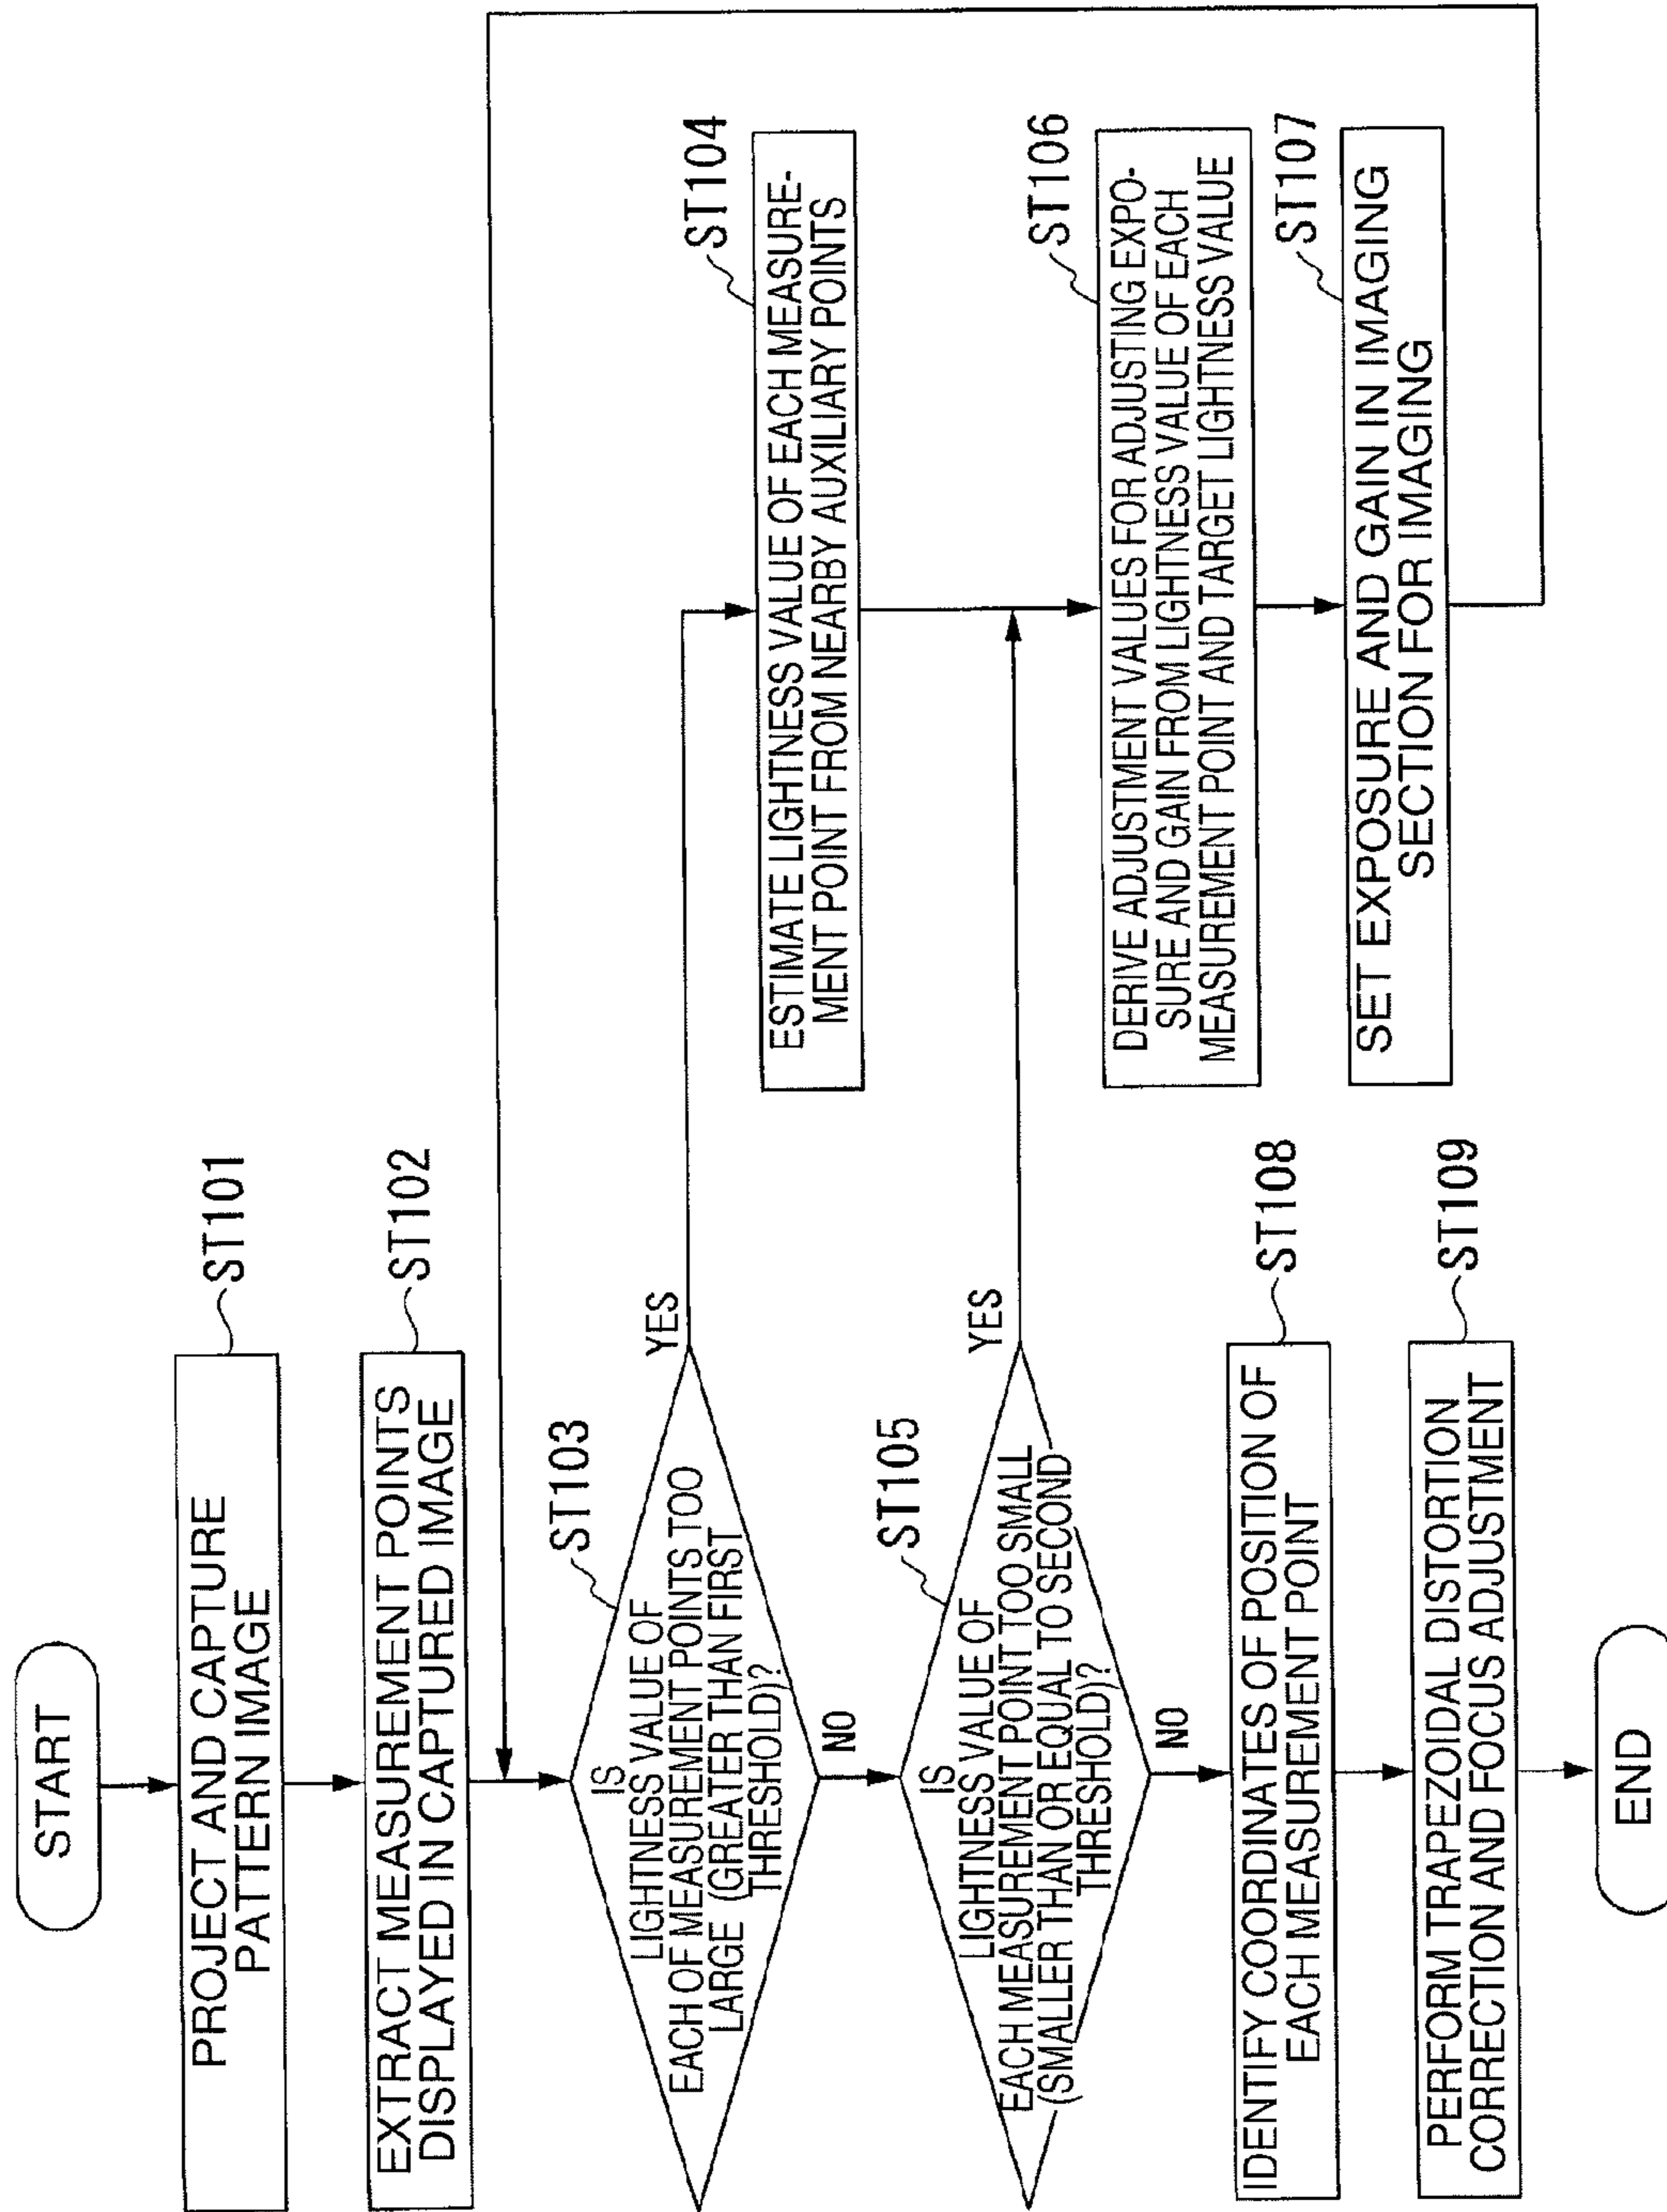 START
PROJECT AND CAPTURE
PATTERN IMAGE
ST101
EXTRACT MEASUREMENT POINTS
DISPLAYED IN CAPTURED IMAGE
ST102
IS
LIGHTNESS VALUE OF
EACH OF MEASUREMENT POINTS TOO
LARGE (GREATER THAN FIRST
THRESHOLD)?
ST103
YES
NO
ESTIMATE LIGHTNESS VALUE OF EACH MEASURE-
MENT POINT FROM NEARBY AUXILIARY POINTS
ST104
IS
LIGHTNESS VALUE OF
EACH MEASUREMENT POINT TOO SMALL
(SMALLER THAN OR EQUAL TO SECOND
THRESHOLD)?
ST105
YES
NO
DERIVE ADJUSTMENT VALUES FOR ADJUSTING EXPO-
SURE AND GAIN FROM LIGHTNESS VALUE OF EACH
MEASUREMENT POINT AND TARGET LIGHTNESS VALUE
ST106
SET EXPOSURE AND GAIN IN IMAGING
SECTION FOR IMAGING
ST107
IDENTIFY COORDINATES OF POSITION OF
EACH MEASUREMENT POINT
ST108
PERFORM TRAPEZOIDAL DISTORTION
CORRECTION AND FOCUS ADJUSTMENT
ST109
END